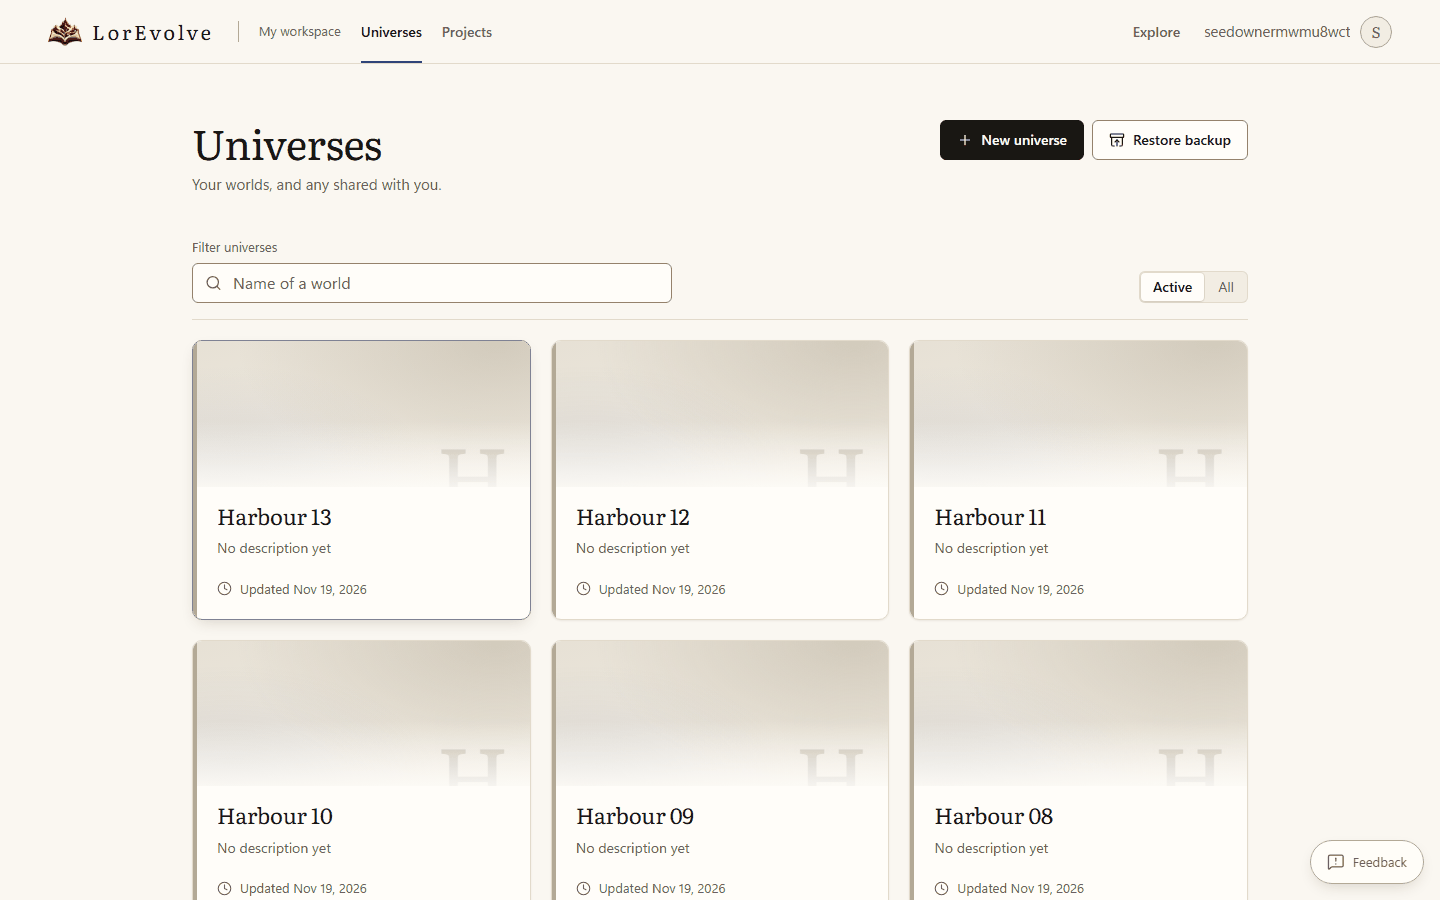 LorEvolve
My workspace
Universes
Projects
Explore
seedownermwmu8wct
S
Universes
Your worlds, and any shared with you.
New universe
Restore backup
Filter universes
Name of a world
Active
All
H
Harbour 13
No description yet
Updated Nov 19, 2026
H
Harbour 12
No description yet
Updated Nov 19, 2026
H
Harbour 11
No description yet
Updated Nov 19, 2026
H
Harbour 10
No description yet
Updated Nov 19, 2026
H
Harbour 09
No description yet
Updated Nov 19, 2026
H
Harbour 08
No description yet
Updated Nov 19, 2026
Feedback